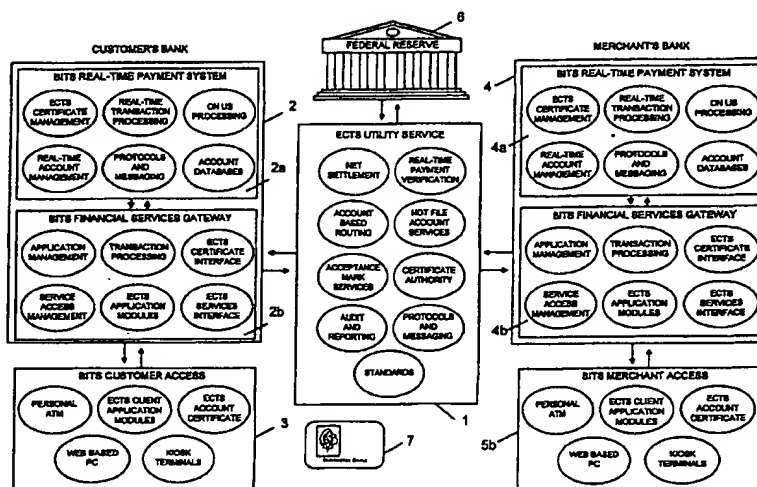 6
FEDERAL RESERVE
CUSTOMER'S BANK
BITS REAL-TIME PAYMENT SYSTEM
ECTS
CERTIFICATE
MANAGEMENT
REAL-TIME
TRANSACTION
PROCESSING
ON US
PROCESSING
REAL-TIME
ACCOUNT
MANAGEMENT
PROTOCOLS
AND
MESSAGING
ACCOUNT
DATABASES
2
2a
BITS FINANCIAL SERVICES GATEWAY
APPLICATION
MANAGEMENT
TRANSACTION
PROCESSING
ECTS
CERTIFICATE
INTERFACE
SERVICE
ACCESS
MANAGEMENT
ECTS
APPLICATION
MODULES
ECTS
SERVICES
INTERFACE
2b
BITS CUSTOMER ACCESS
PERSONAL
ATM
ECTS CLIENT
APPLICATION
MODULES
ECTS
ACCOUNT
CERTIFICATE
WEB BASED
PC
KIOSK
TERMINALS
3
ECTS UTILITY SERVICE
NET
SETTLEMENT
REAL-TIME
PAYMENT
VERIFICATION
ACCOUNT
BASED
ROUTING
HOT FILE
ACCOUNT
SERVICES
ACCEPTANCE
MARK
SERVICES
CERTIFICATE
AUTHORITY
AUDIT
AND
REPORTING
PROTOCOLS
AND
MESSAGING
STANDARDS
1
7
MERCHANT'S BANK
4
BITS REAL-TIME PAYMENT SYSTEM
ECTS
CERTIFICATE
MANAGEMENT
REAL-TIME
TRANSACTION
PROCESSING
ON US
PROCESSING
4a
REAL-TIME
ACCOUNT
MANAGEMENT
PROTOCOLS
AND
MESSAGING
ACCOUNT
DATABASES
BITS FINANCIAL SERVICES GATEWAY
APPLICATION
MANAGEMENT
TRANSACTION
PROCESSING
ECTS
CERTIFICATE
INTERFACE
SERVICE
ACCESS
MANAGEMENT
ECTS
APPLICATION
MODULES
ECTS
SERVICES
INTERFACE
4b
BITS MERCHANT ACCESS
PERSONAL
ATM
ECTS CLIENT
APPLICATION
MODULES
ECTS
ACCOUNT
CERTIFICATE
5b
WEB BASED
PC
KIOSK
TERMINALS